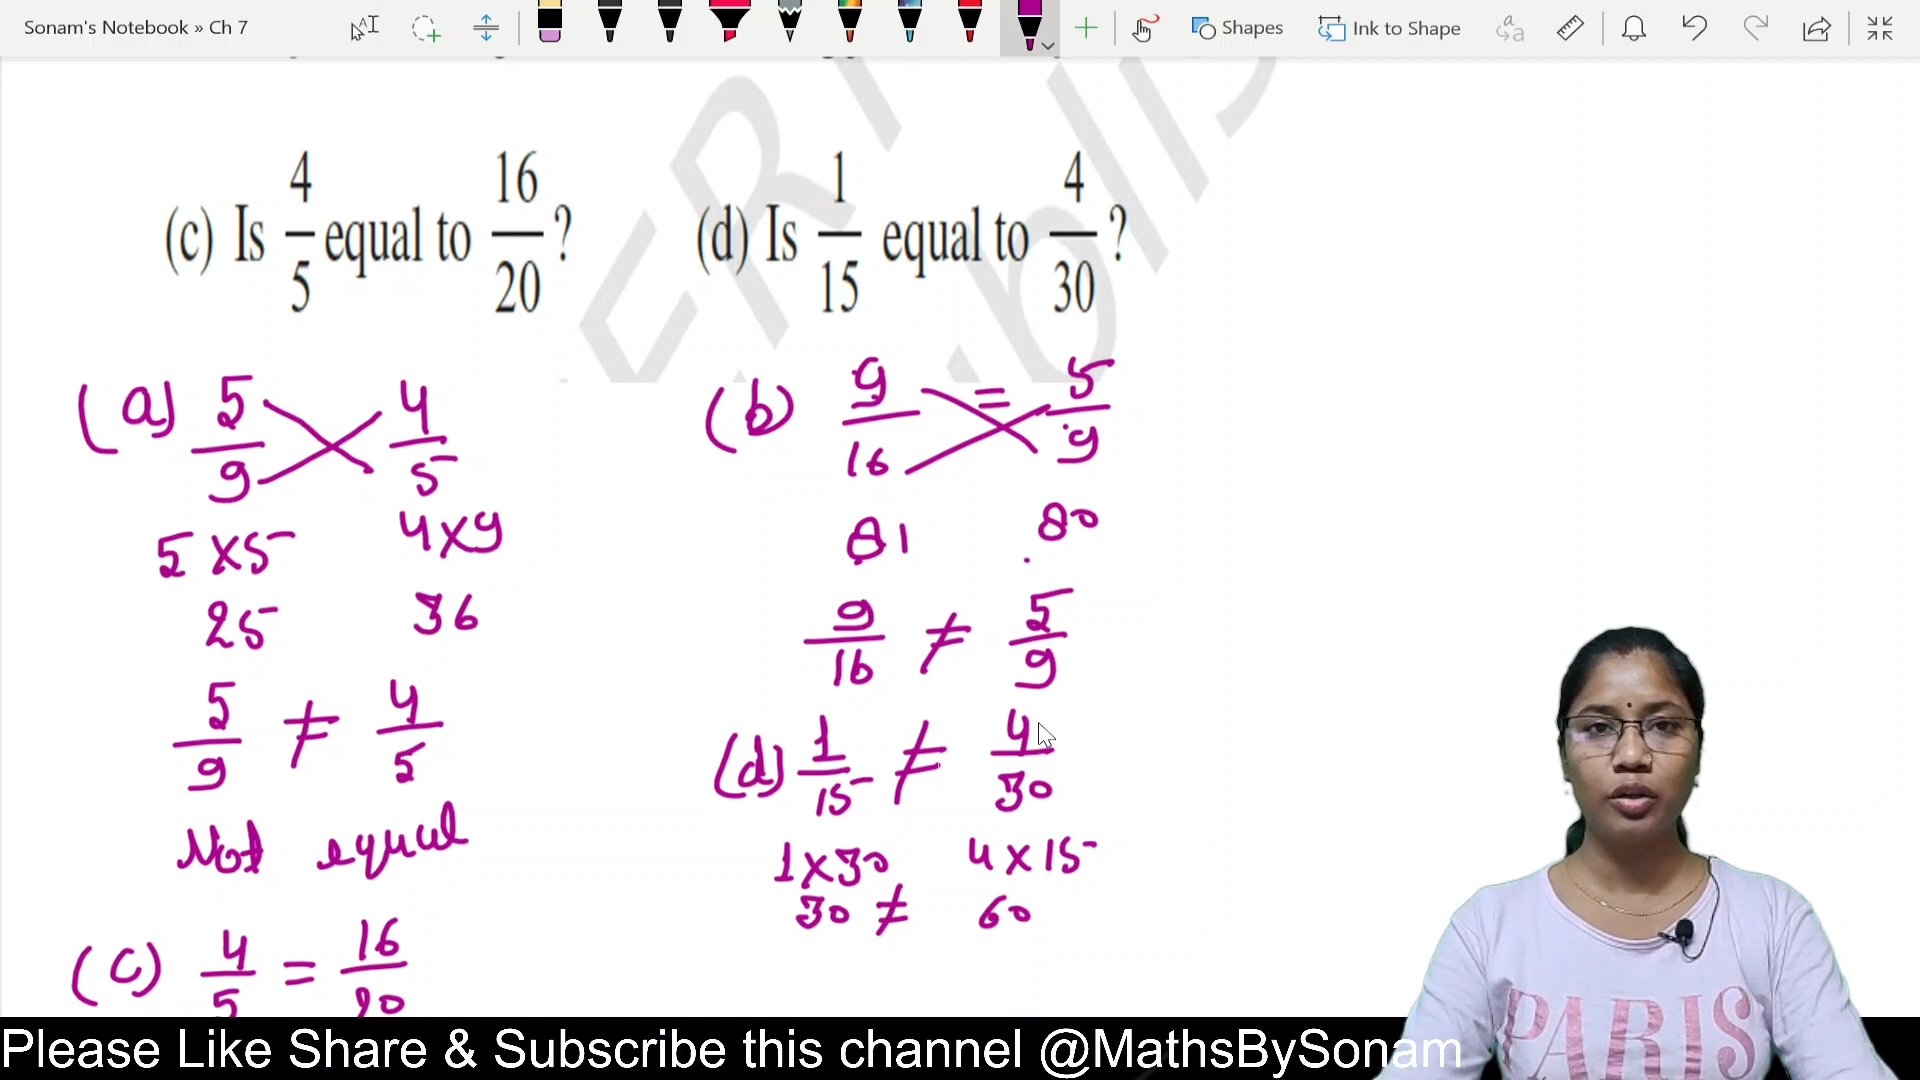 Sonam's Notebook » Ch 7
Shapes
Ink to Shape
(c) Is 4/5 equal to 16/20 ?
(d) Is 1/15 equal to 4/30 ?
(a) 5/9 4/5
5 x 5 4 x 9
25 36
5/9 ≠ 4/5
Not equal
(b) 9/16 = 5/9
81 80
9/16 ≠ 5/9
(d) 1/15 ≠ 4/30
1 x 30 4 x 15
30 ≠ 60
(c) 4/5 = 16/20
PARIS
Please Like Share & Subscribe this channel @MathsBySonam